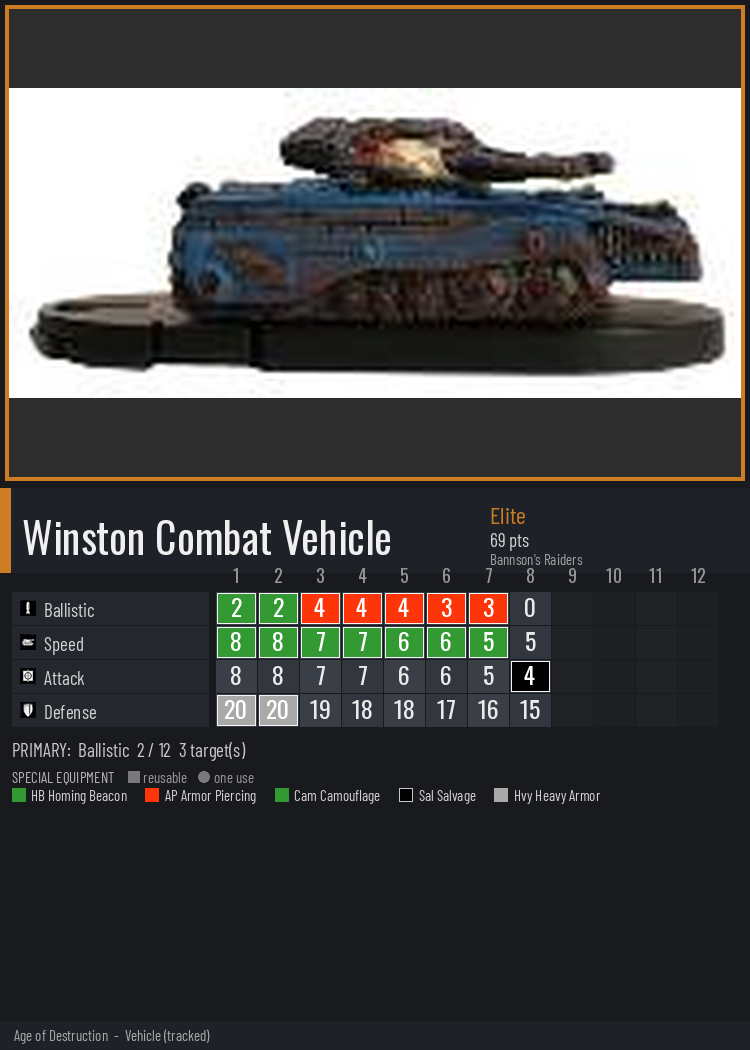 Elite
Winston Combat Vehicle
69 pts
Bannson's Raiders
1 2 3 4 5 6 7 8 9 10 11 12
Ballistic 2 2 4 4 4 3 3 0
Speed 8 8 7 7 6 6 5 5
Attack 8 8 7 7 6 6 5 4
Defense 20 20 19 18 18 17 16 15
PRIMARY: Ballistic 2 / 12 3 target(s)
SPECIAL EQUIPMENT reusable one use
HB Homing Beacon AP Armor Piercing Cam Camouflage Sal Salvage Hvy Heavy Armor
Age of Destruction - Vehicle (tracked)